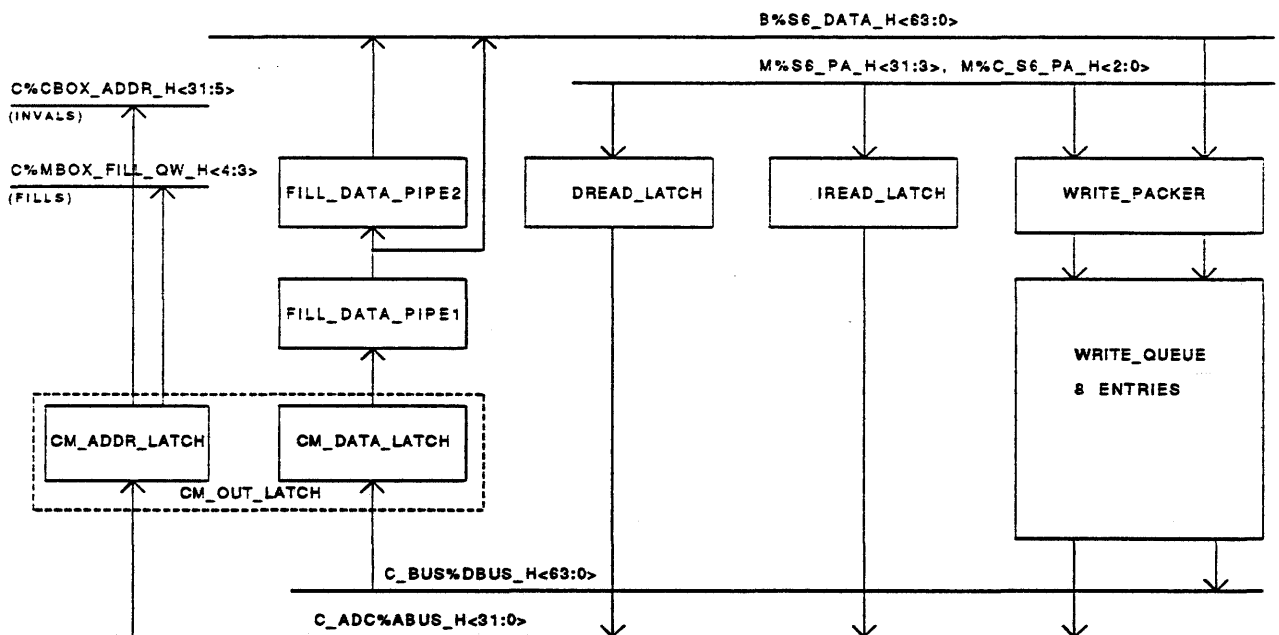 B%S6_DATA_H<63:0>
M%S6_PA_H<31:3>, M%C_S6_PA_H<2:0>
C%CBOX_ADDR_H<31:5>
(INVALS)
C%MBOX_FILL_QW_H<4:3>
(FILLS)
FILL_DATA_PIPE2
DREAD_LATCH
IREAD_LATCH
WRITE_PACKER
FILL_DATA_PIPE1
WRITE_QUEUE
8 ENTRIES
CM_ADDR_LATCH
CM_DATA_LATCH
CM_OUT_LATCH
C_BUS%DBUS_H<63:0>
C_ADC%ABUS_H<31:0>